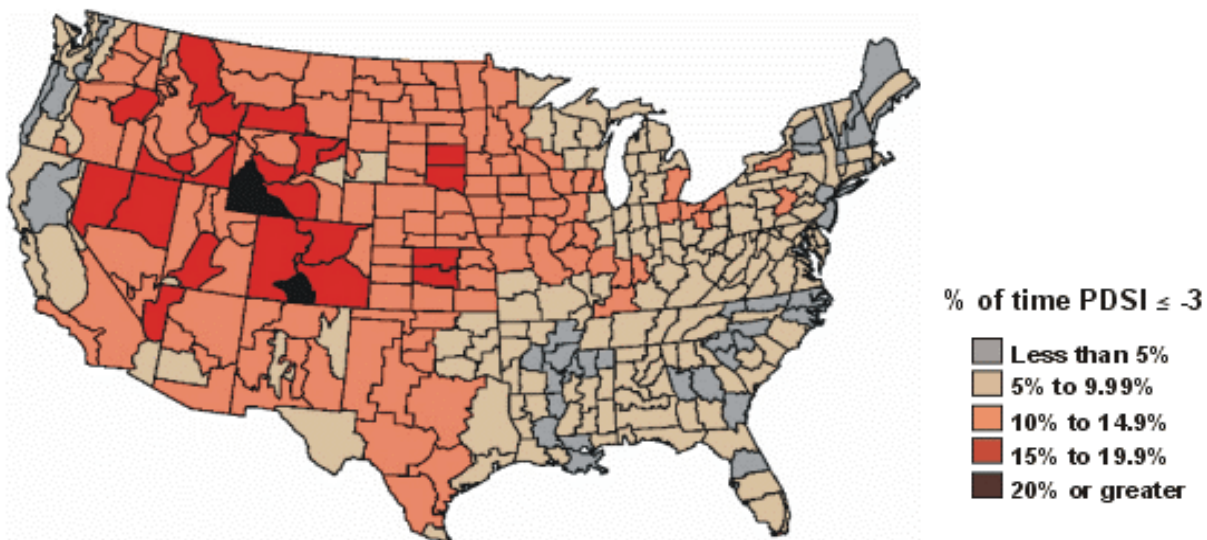 % of time PDSI ≤ -3
Less than 5%
5% to 9.99%
10% to 14.9%
15% to 19.9%
20% or greater